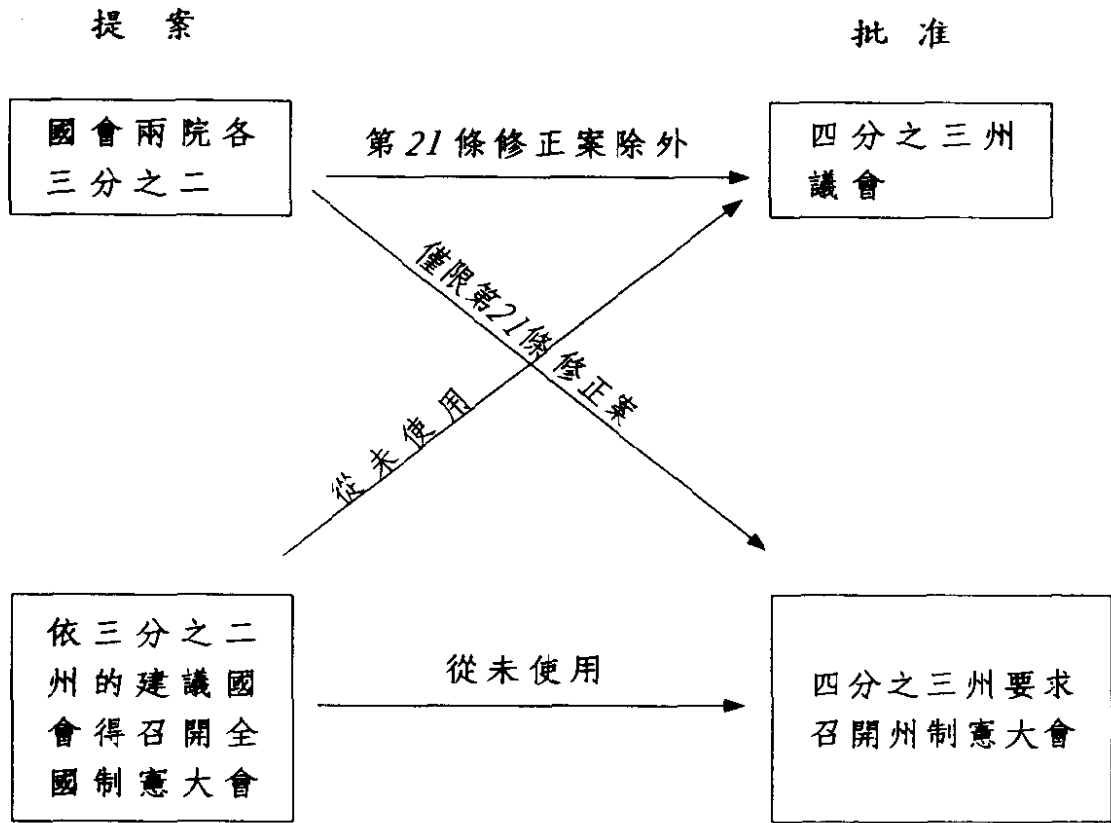 提案
批准
國會兩院各
三分之二
第21條修正案除外
四分之三州
議會
僅限第21條修正案
從未使用
依三分之二
州的建議國
會得召開全
國制憲大會
從未使用
四分之三州要求
召開州制憲大會